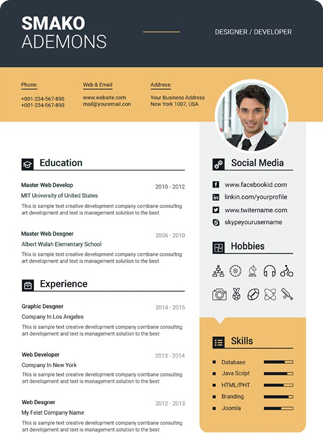 SMAKO
ADEMONS
DESIGNER / DEVELOPER
Phone:
+001-234-567-890
+001-234-567-890
Web & Email
www.website.com
mail@youremail.con
Address:
Your Business Address
New York 1007, USA
Education
Master Web Develop
2010 - 2012
MIT University of United States
This is sample text creative development company combane consulting
art development and text is management solution to the best
Master Web Desgner
2006 - 2010
Albert Walah Elementary School
This is sample text creative development company combane consulting
art development and text is management solution to the best
Experience
Graphic Desgner
2014 - 2015
Company In Los Angeles
This is sample text creative development company combane consulting
art development and text is management solution to the best
Web Developer
2013 - 2014
Company In New York
This is sample text creative development company combane consulting
art development and text is management solution to the best
Web Desgner
2012 - 2013
My Feist Company Name
This is sample text creative development company combane consulting
art development and text is management solution to the best
Social Media
www.facebookid.com
linkin.com/yourprofile
www.twitername.com
skypeyourusername
Hobbies
Skills
Database
Java Script
HTML/PHT
Branding
Joomla